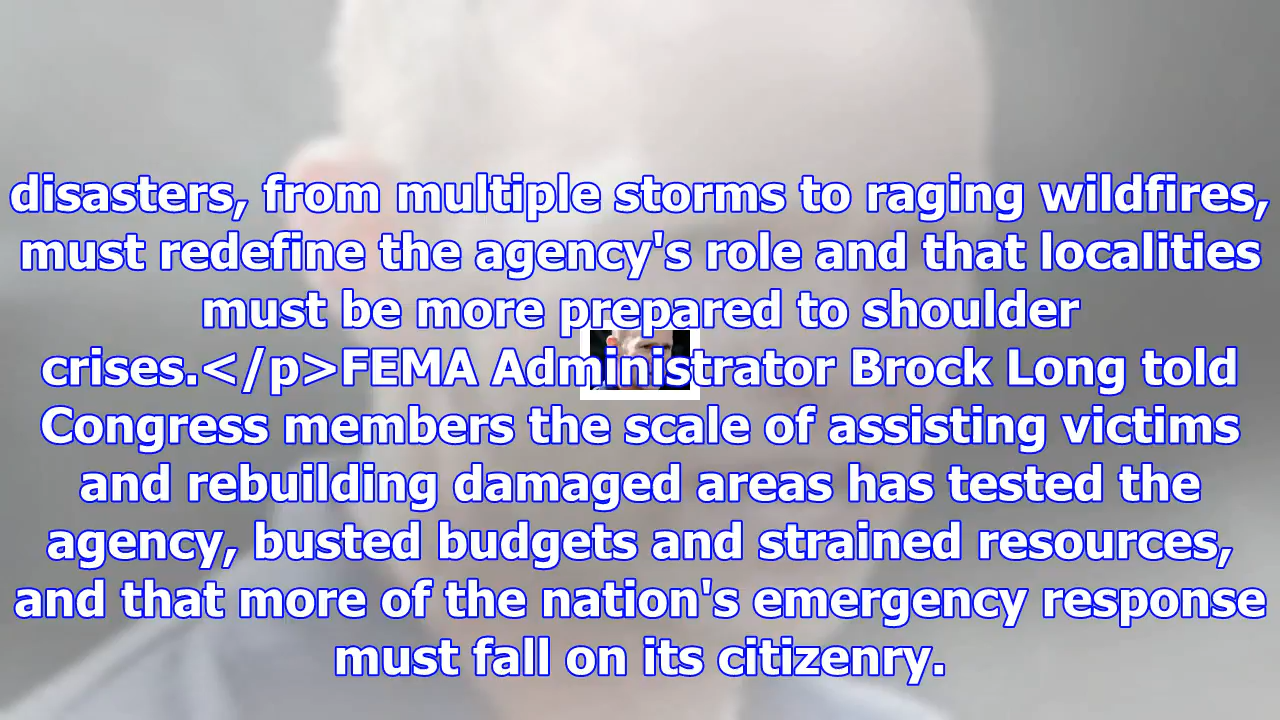 disasters, from multiple storms to raging wildfires,
must redefine the agency's role and that localities
must be more prepared to shoulder
crises.</p>FEMA Administrator Brock Long told
Congress members the scale of assisting victims
and rebuilding damaged areas has tested the
agency, busted budgets and strained resources,
and that more of the nation's emergency response
must fall on its citizenry.